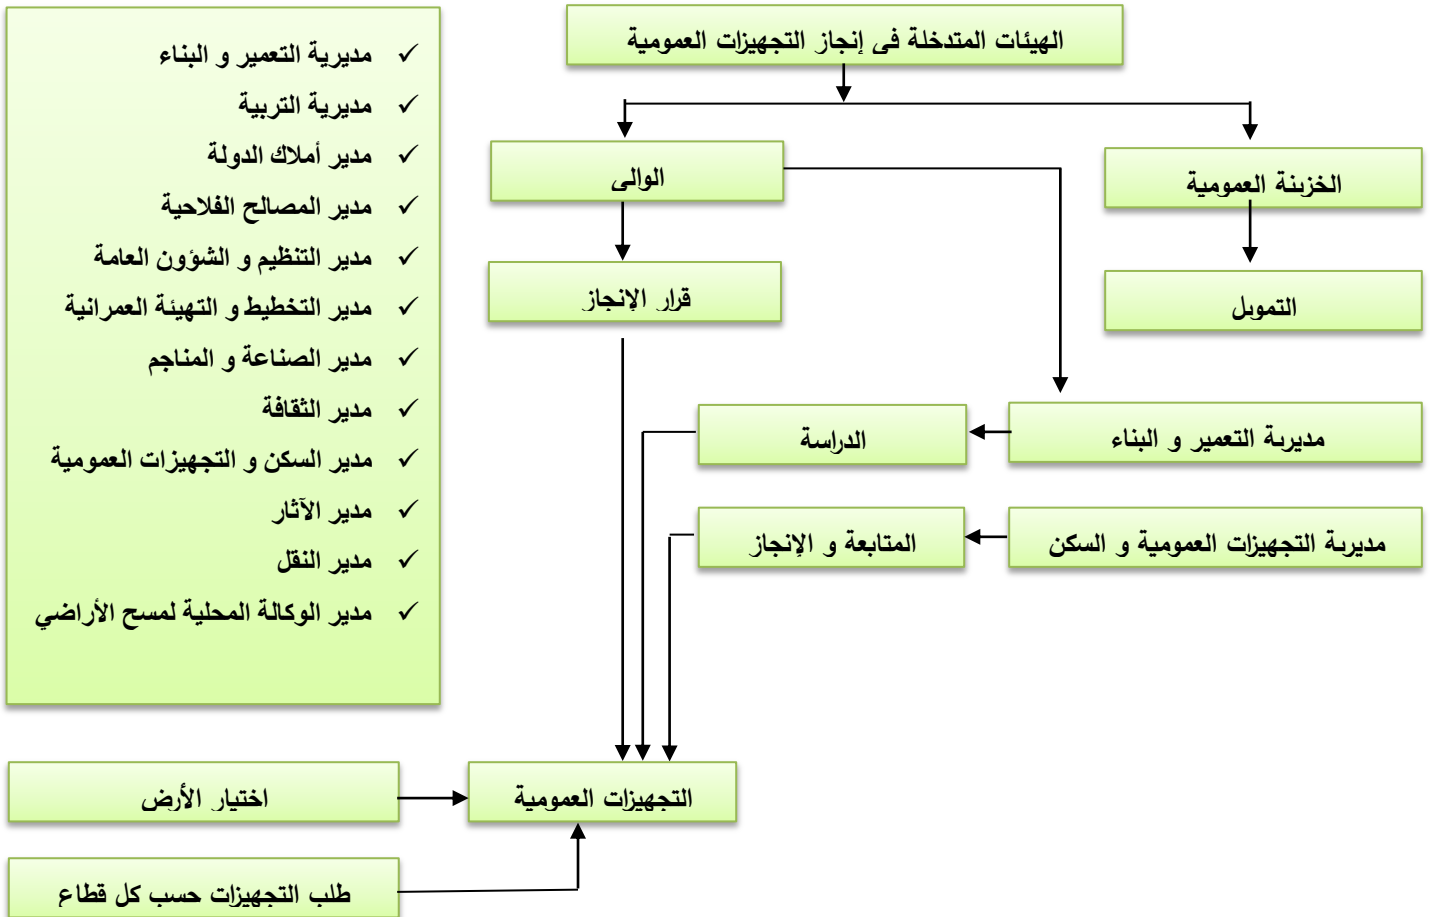 الهيئات المتدخلة في إنجاز التجهيزات العمومية
الخزينة العمومية
الوالي
التمويل
قرار الإنجاز
مديرية التعمير و البناء
الدراسة
مديرية التجهيزات العمومية و السكن
المتابعة و الإنجاز
مديرية التعمير و البناء
مديرية التربية
مدير أملاك الدولة
مدير المصالح الفلاحية
مدير التنظيم و الشؤون العامة
مدير التخطيط و التهيئة العمرانية
مدير الصناعة و المناجم
مدير الثقافة
مدير السكن و التجهيزات العمومية
مدير الآثار
مدير النقل
مدير الوكالة المحلية لمسح الأراضي
التجهيزات العمومية
اختيار الأرض
طلب التجهيزات حسب كل قطاع